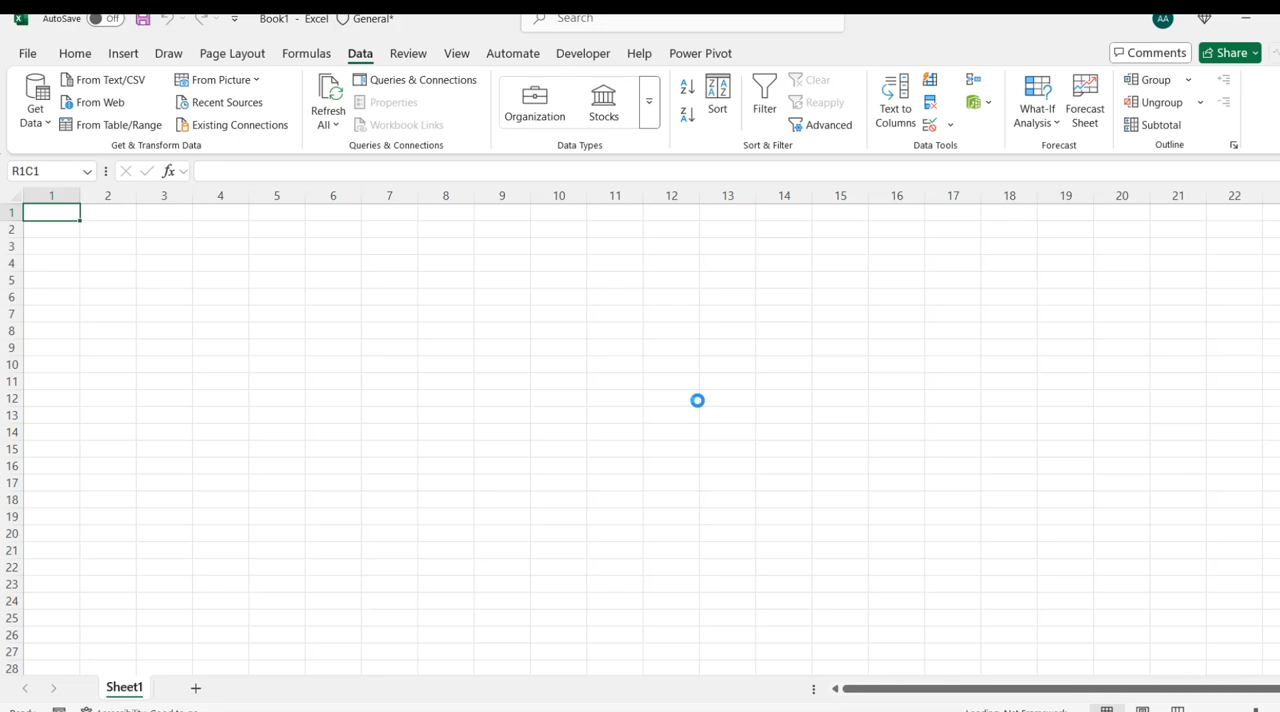 AutoSave Off Book1 - Excel General* Search AA
File Home Insert Draw Page Layout Formulas Data Review View Automate Developer Help Power Pivot Comments Share
Get Data
From Text/CSV
From Web
From Table/Range
From Picture
Recent Sources
Existing Connections
Get & Transform Data
Refresh All
Queries & Connections
Properties
Workbook Links
Queries & Connections
Organization
Stocks
Data Types
Sort
Filter
Clear
Reapply
Advanced
Sort & Filter
Text to Columns
Data Tools
What-If Analysis
Forecast Sheet
Forecast
Group
Ungroup
Subtotal
Outline
R1C1
fx
1 2 3 4 5 6 7 8 9 10 11 12 13 14 15 16 17 18 19 20 21 22
1
2
3
4
5
6
7
8
9
10
11
12
13
14
15
16
17
18
19
20
21
22
23
24
25
26
27
28
Sheet1